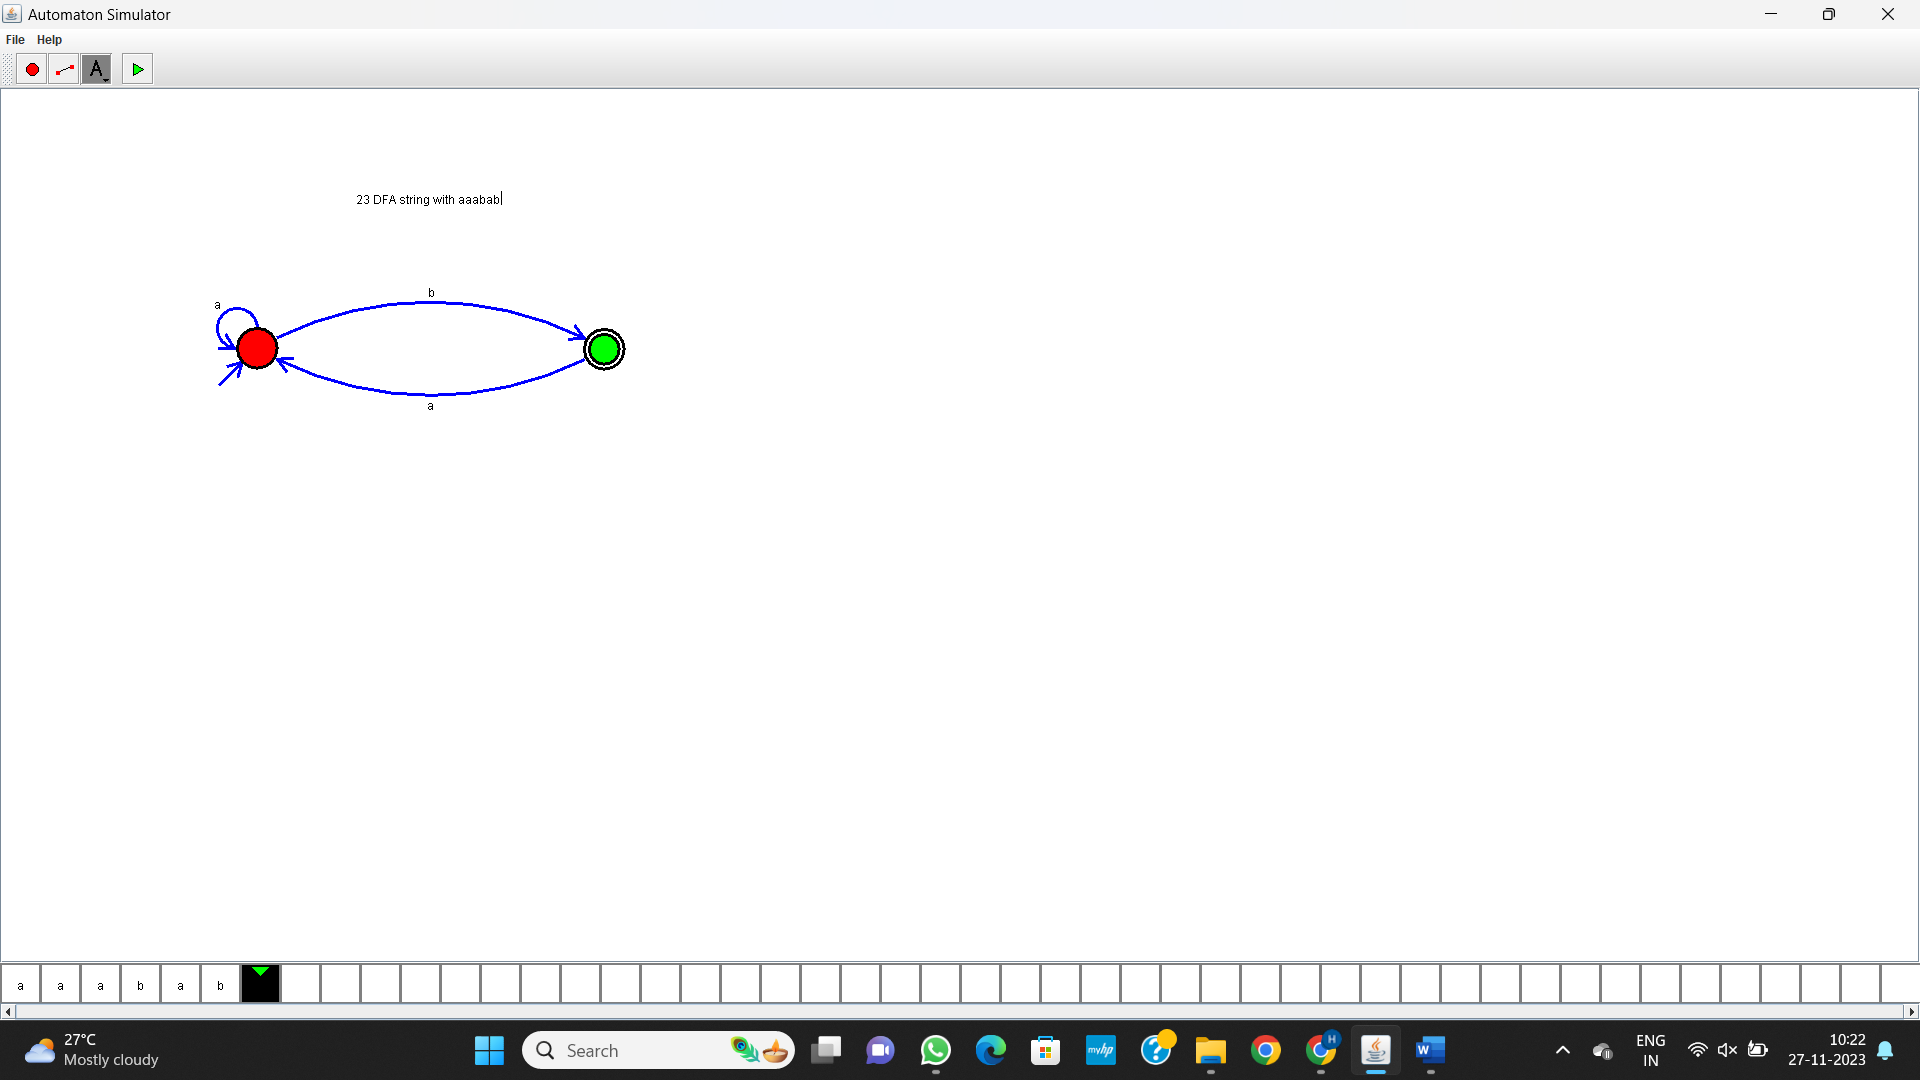 Automaton Simulator
File Help
A
23 DFA string with aaabab
a
b
a
a a a b a b
27°C
Mostly cloudy
Search
myhp
H
W
ENG
IN
10:22
27-11-2023